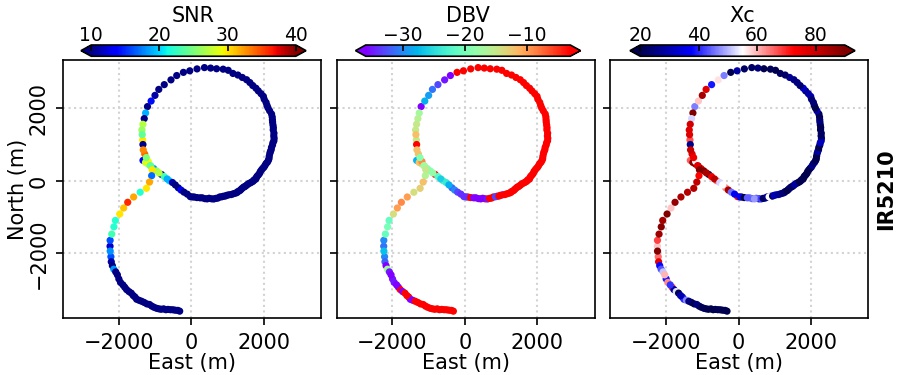 SNR
DBV
Xc
10 20 30 40
−30 −20 −10
20 40 60 80
2000
0
−2000
North (m)
IR5210
−2000 0 2000
−2000 0 2000
−2000 0 2000
East (m)
East (m)
East (m)